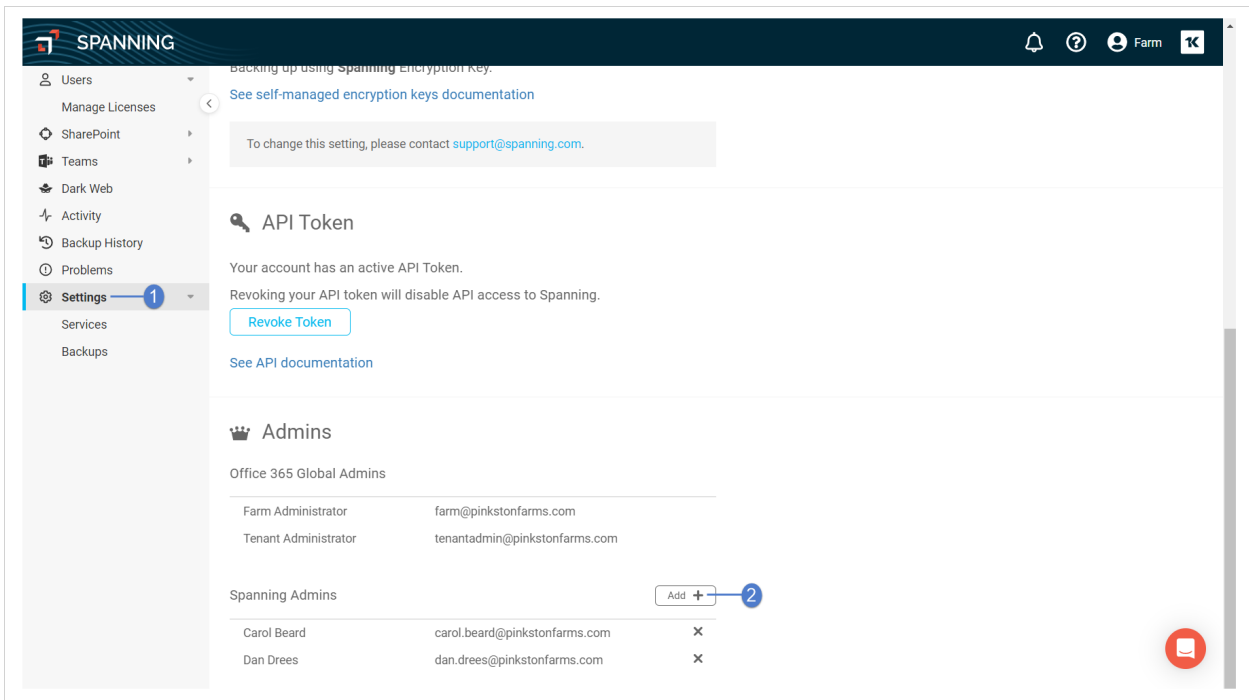 SPANNING
Farm
Users
Manage Licenses
SharePoint
Teams
Dark Web
Activity
Backup History
Problems
Settings
1
Services
Backups
Backing up using Spanning Encryption Key.
See self-managed encryption keys documentation
To change this setting, please contact support@spanning.com.
API Token
Your account has an active API Token.
Revoking your API token will disable API access to Spanning.
Revoke Token
See API documentation
Admins
Office 365 Global Admins
Farm Administrator farm@pinkstonfarms.com
Tenant Administrator tenantadmin@pinkstonfarms.com
Spanning Admins Add + 2
Carol Beard carol.beard@pinkstonfarms.com ×
Dan Drees dan.drees@pinkstonfarms.com ×